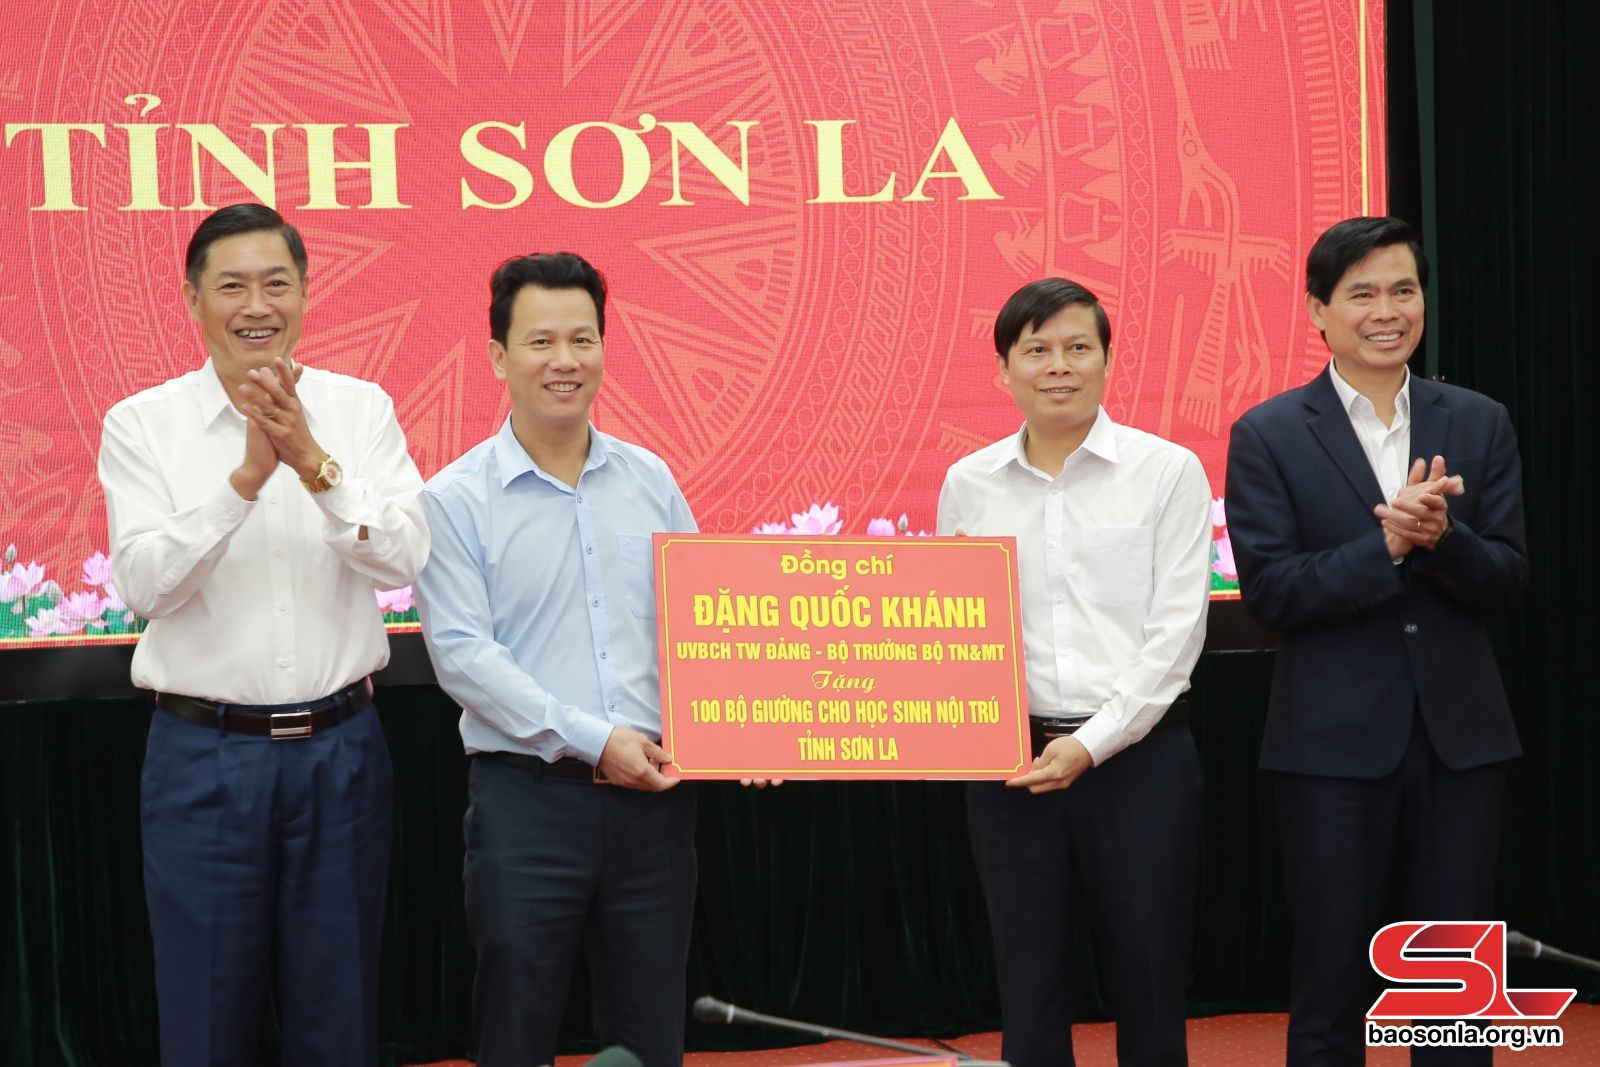 TỈNH SƠN LA
Đồng chí
ĐẶNG QUỐC KHÁNH
UVBCH TW ĐẢNG - BỘ TRƯỞNG BỘ TN&MT
Tặng
100 BỘ GIƯỜNG CHO HỌC SINH NỘI TRÚ
TỈNH SƠN LA
SL
baosonla.org.vn